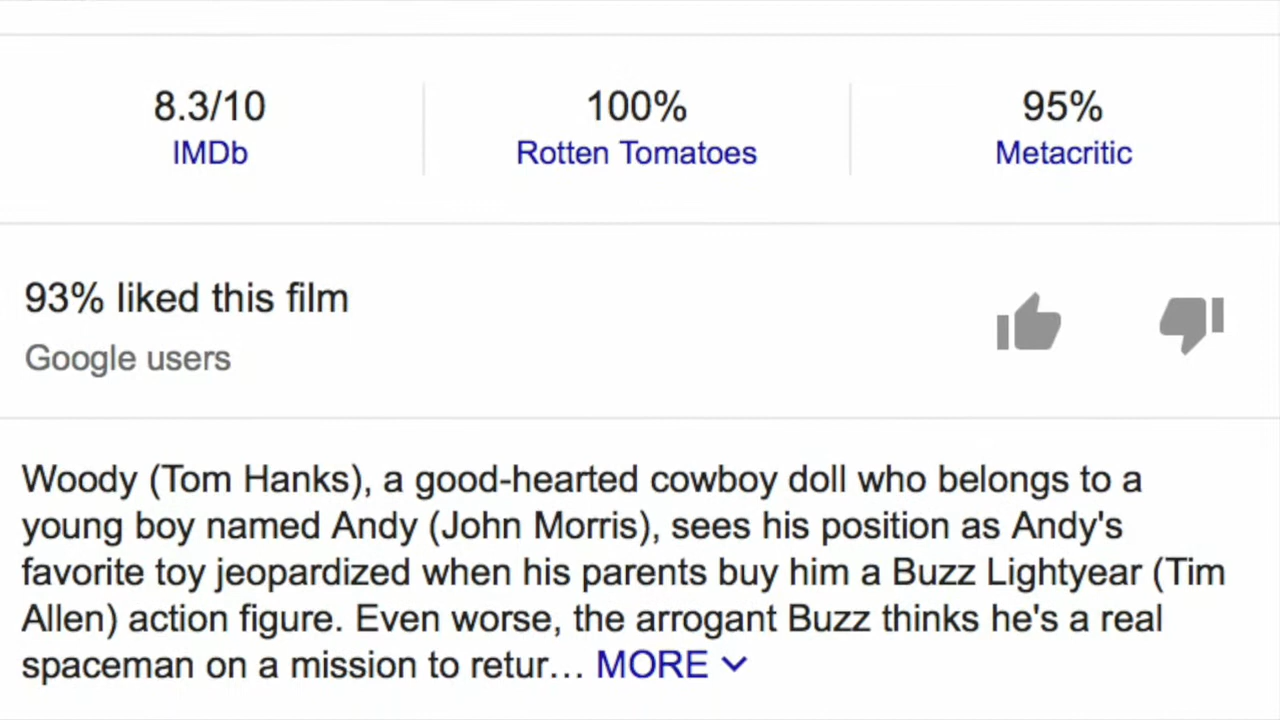 8.3/10 100% 95%
IMDb Rotten Tomatoes Metacritic
93% liked this film
Google users
Woody (Tom Hanks), a good-hearted cowboy doll who belongs to a
young boy named Andy (John Morris), sees his position as Andy's
favorite toy jeopardized when his parents buy him a Buzz Lightyear (Tim
Allen) action figure. Even worse, the arrogant Buzz thinks he's a real
spaceman on a mission to retur... MORE